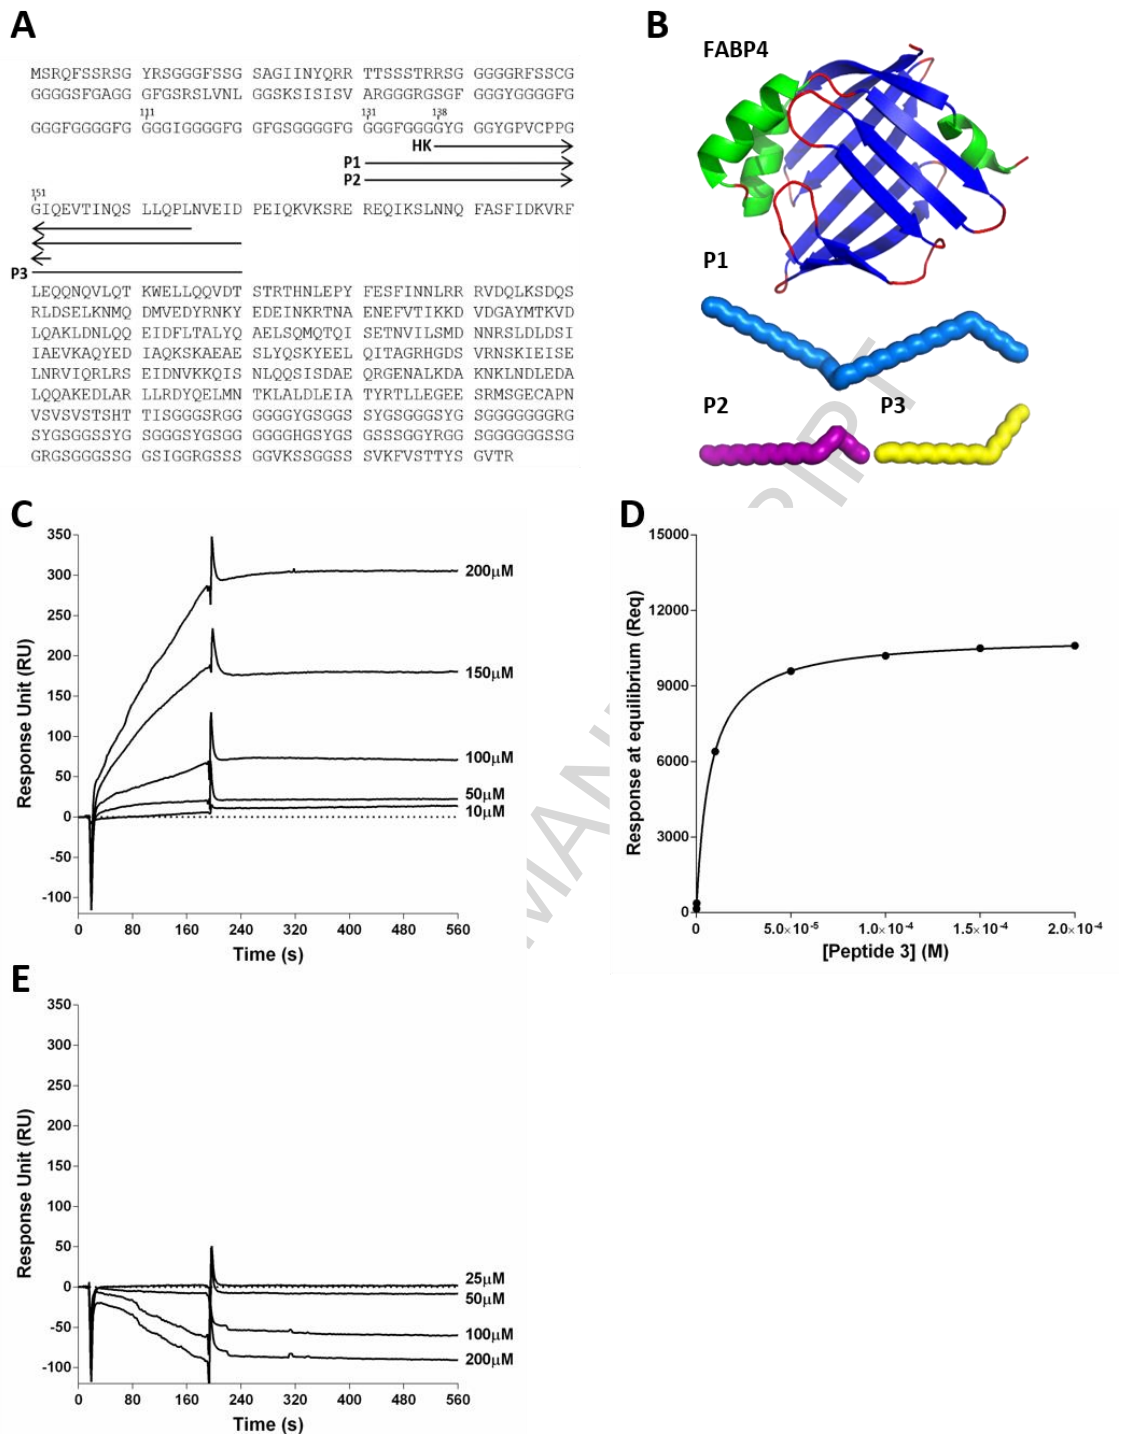 A
MSRQFSSRSG YRSGGGFSSG SAGIINYQRR TTSSSTRRSG GGGGRFSSCG
GGGGSFGAGG GFGSRSLVNL GGSKSISISV ARGGGRGSGF GGGYGGGGFG
111 131 138
GGGFGGGGFG GGGIGGGGFG GFGSGGGGFG GGGFGGGGYG GGYGPVCPPG
HK
P1
P2
151
GIQEVTINQS LLQPLNVEID PEIQKVKSRE REQIKSLNNQ FASFIDKVRF
P3
LEQQNQVLQT KWELLQQVDT STRTHNLEPY FESFINNLRR RVDQLKSDQS
RLDSELKNMQ DMVEDYRNKY EDEINKRTNA ENEFVTIKKD VDGAYMTKVD
LQAKLDNLQQ EIDFLTALYQ AELSQMQTQI SETNVILSMD NNRSLDLDSI
IAEVKAQYED IAQKSKAEAE SLYQSKYEEL QITAGRHGDS VRNSKIEISE
LNRVIQRLRS EIDNVKKQIS NLQQSISDAE QRGENALKDA KNKLNDLEDA
LQQAKEDLAR LLRDYQELMN TKLALDLEIA TYRTLLEGEE SRMSGECAPN
VSVSVSTSHT TISGGGSRGG GGGGYGSGGS SYGSGGGSYG SGGGGGGGRG
SYGSGGSSYG SGGGSYGSGG GGGGHGSYGS GSSSGGYRGG SGGGGGGSSG
GRGSGGGSSG GSIGGRGSSS GGVKSSGGSS SVKFVSTTYS GVTR
B
FABP4
P1
P2 P3
C
Response Unit (RU)
350
300
250
200
150
100
50
0
-50
-100
200µM
150µM
100µM
50µM
10µM
0 80 160 240 320 400 480 560
Time (s)
D
Response at equilibrium (Req)
15000
12000
9000
6000
3000
0
0 5.0×10-5 1.0×10-4 1.5×10-4 2.0×10-4
[Peptide 3] (M)
E
Response Unit (RU)
350
300
250
200
150
100
50
0
-50
-100
25µM
50µM
100µM
200µM
0 80 160 240 320 400 480 560
Time (s)